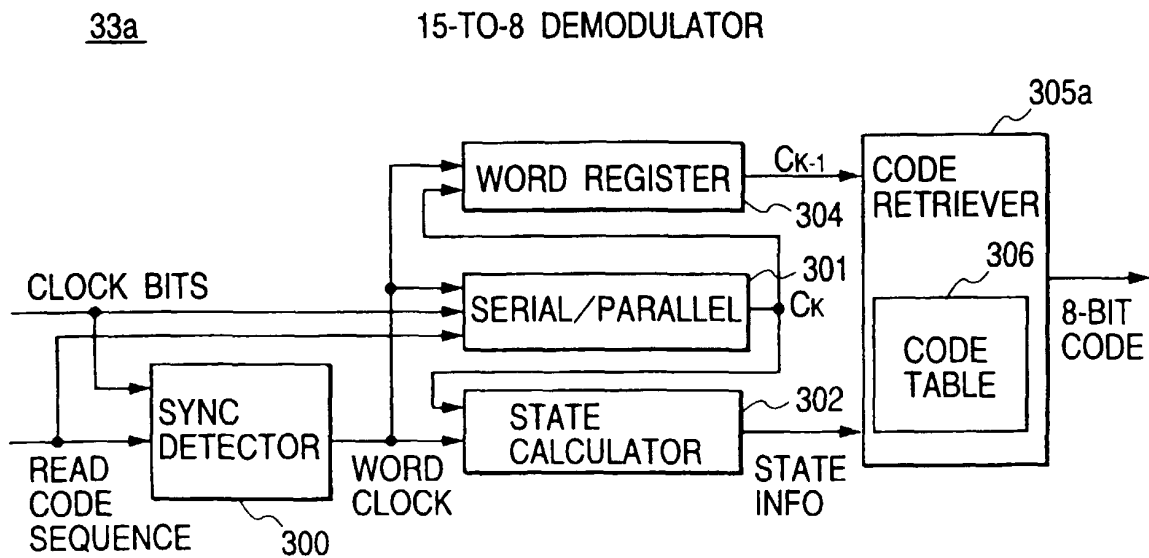 33a
15-TO-8 DEMODULATOR
305a
WORD REGISTER
CK-1
304
CODE
RETRIEVER
306
CODE
TABLE
8-BIT
CODE
CLOCK BITS
301
SERIAL/PARALLEL
CK
SYNC
DETECTOR
302
STATE
CALCULATOR
READ
CODE
SEQUENCE
300
WORD
CLOCK
STATE
INFO